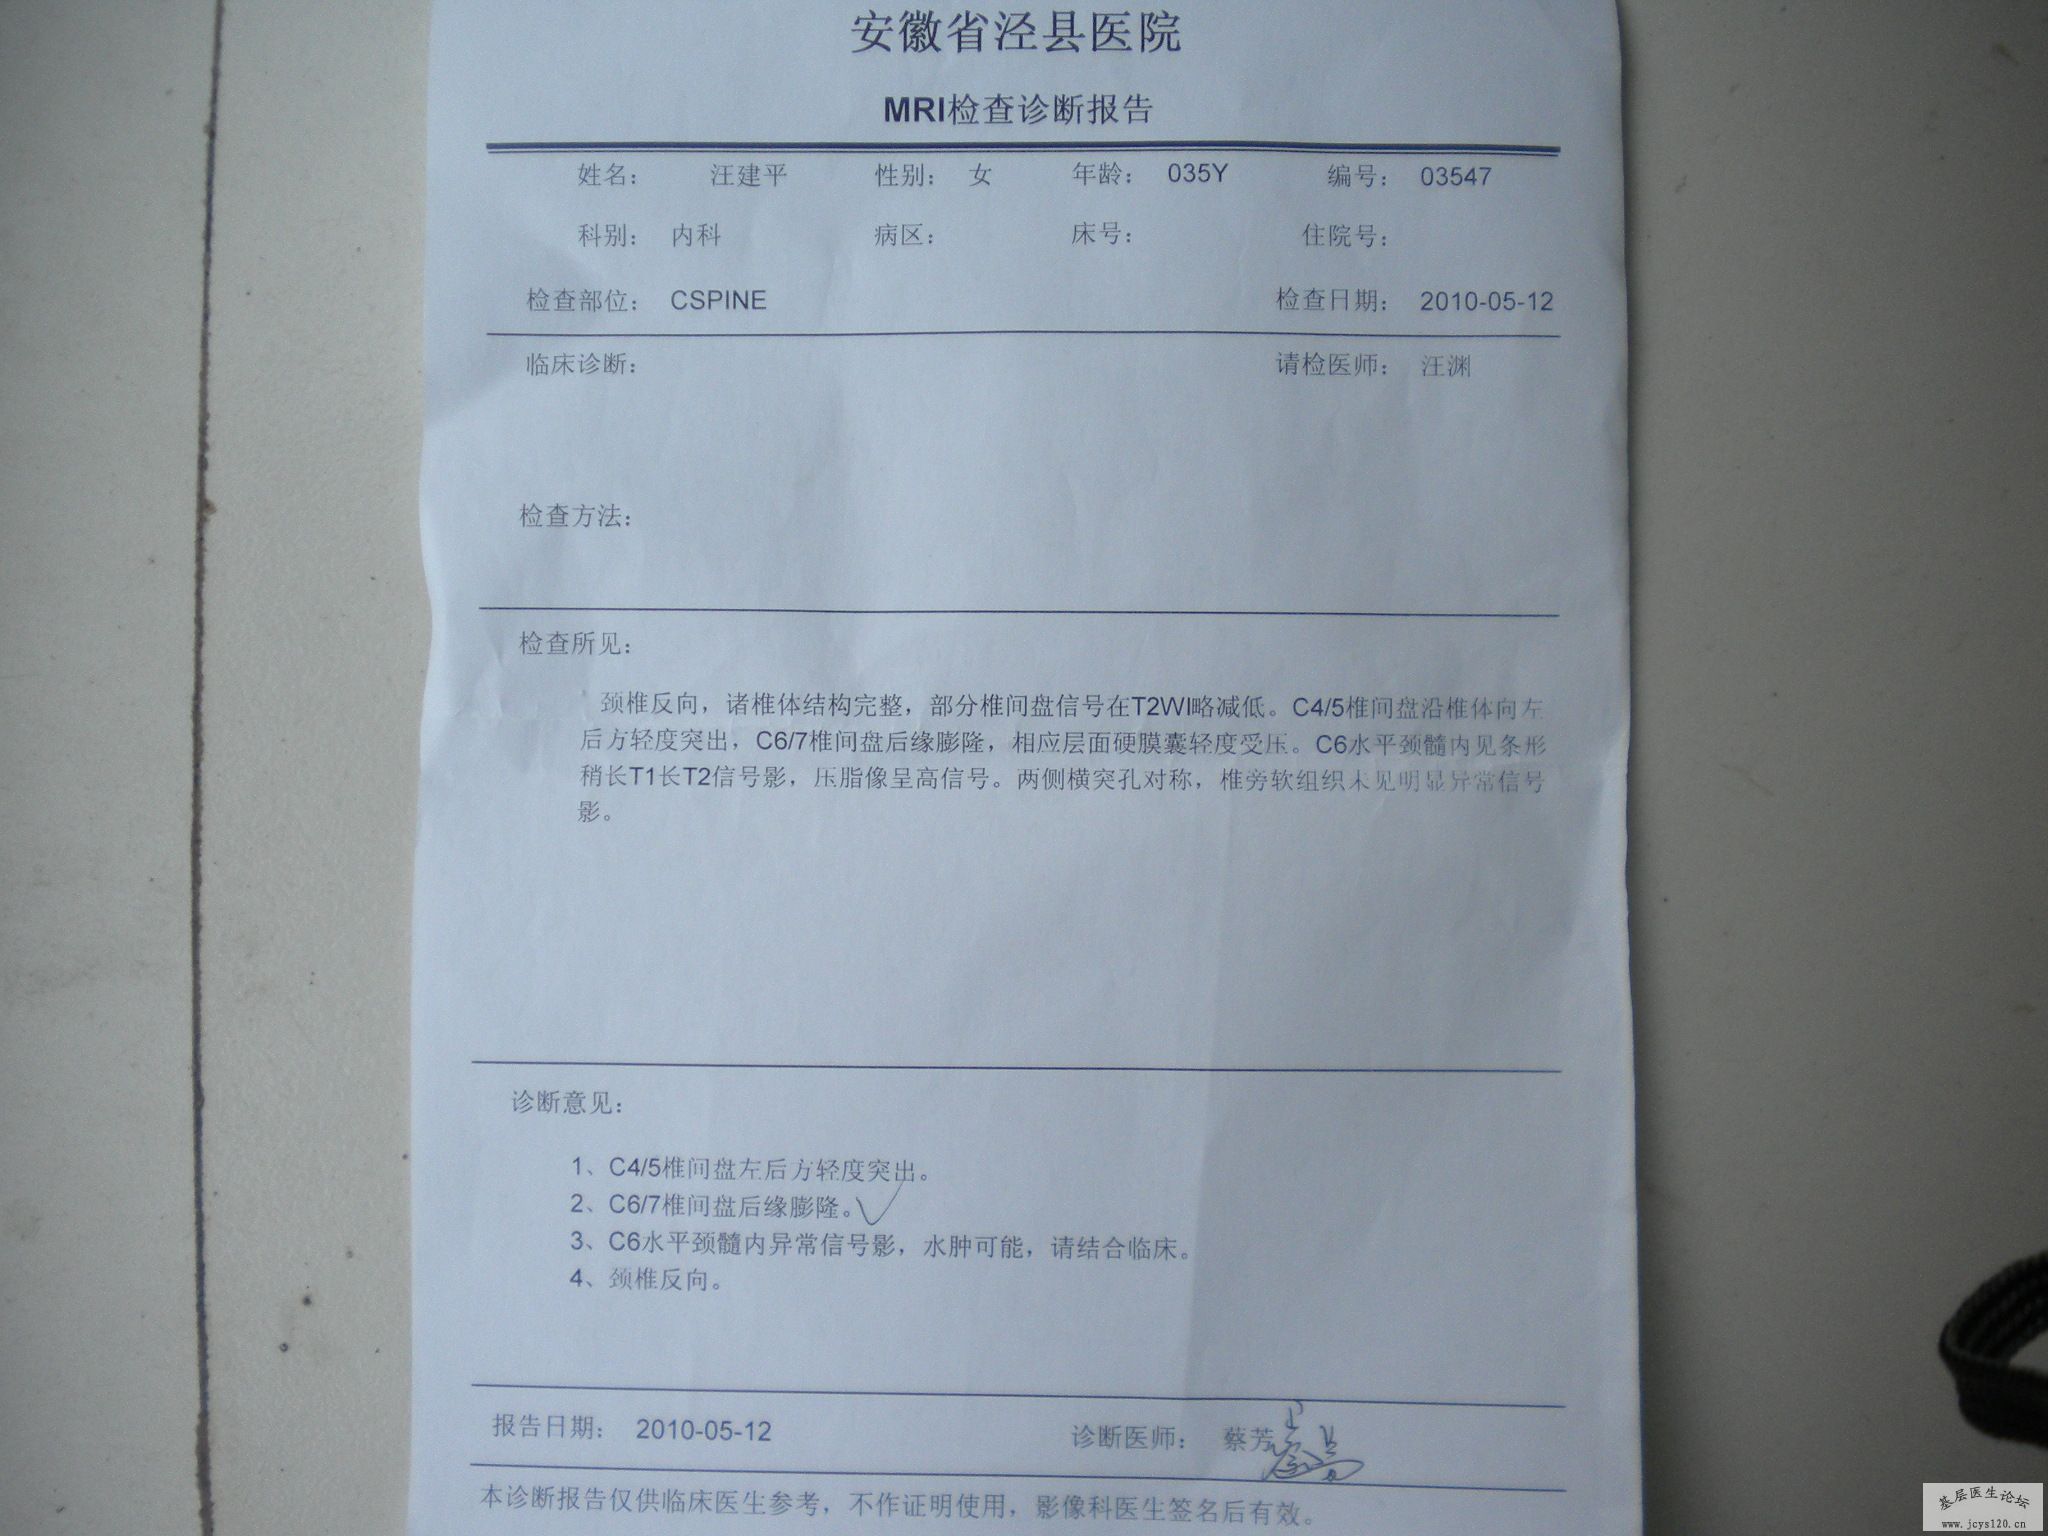 安徽省泾县医院
MRI检查诊断报告
姓名： 汪建平 性别： 女 年龄： 035Y 编号： 03547
科别： 内科 病区： 床号： 住院号：
检查部位： CSPINE 检查日期： 2010-05-12
临床诊断： 请检医师： 汪渊
检查方法：
检查所见：
颈椎反向，诸椎体结构完整，部分椎间盘信号在T2WI略减低。C4/5椎间盘沿椎体向左
后方轻度突出，C6/7椎间盘后缘膨隆，相应层面硬膜囊轻度受压。C6水平颈髓内见条形
稍长T1长T2信号影，压脂像呈高信号。两侧横突孔对称，椎旁软组织未见明显异常信号
影。
诊断意见：
1、C4/5椎间盘左后方轻度突出。
2、C6/7椎间盘后缘膨隆。
3、C6水平颈髓内异常信号影，水肿可能，请结合临床。
4、颈椎反向。
报告日期： 2010-05-12 诊断医师： 蔡芳
本诊断报告仅供临床医生参考，不作证明使用，影像科医生签名后有效。
基层医生论坛
www.jcys120.cn